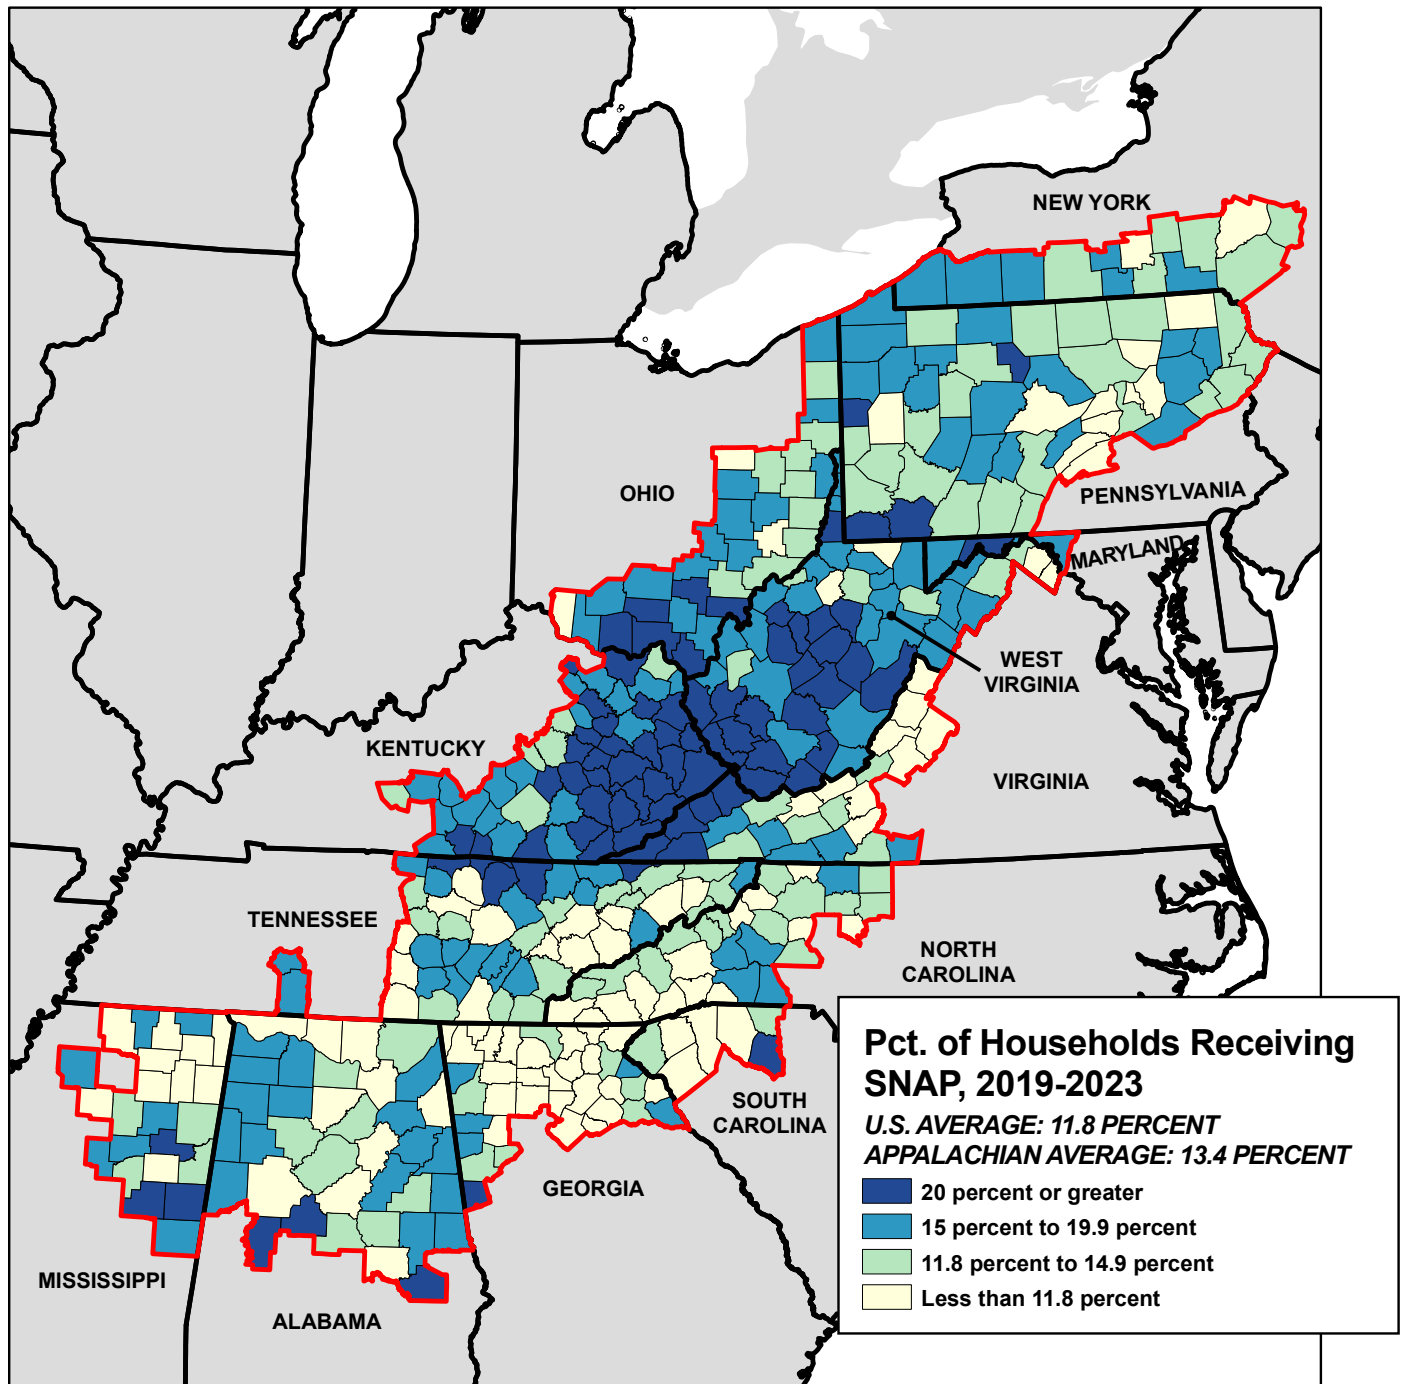 NEW YORK
OHIO
PENNSYLVANIA
MARYLAND
WEST
VIRGINIA
KENTUCKY
VIRGINIA
TENNESSEE
NORTH
CAROLINA
SOUTH
CAROLINA
GEORGIA
MISSISSIPPI
ALABAMA
Pct. of Households Receiving
SNAP, 2019-2023
U.S. AVERAGE: 11.8 PERCENT
APPALACHIAN AVERAGE: 13.4 PERCENT
20 percent or greater
15 percent to 19.9 percent
11.8 percent to 14.9 percent
Less than 11.8 percent